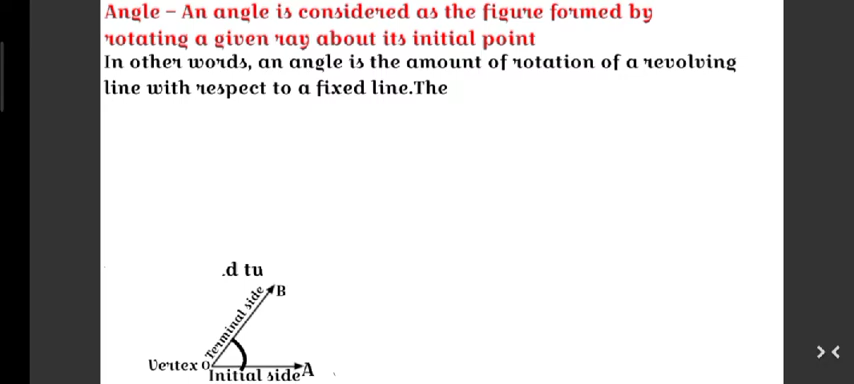 Angle – An angle is considered as the figure formed by
rotating a given ray about its initial point
In other words, an angle is the amount of rotation of a revolving
line with respect to a fixed line.The
.d tu
B
Terminal side
Vertex O
Initial side A